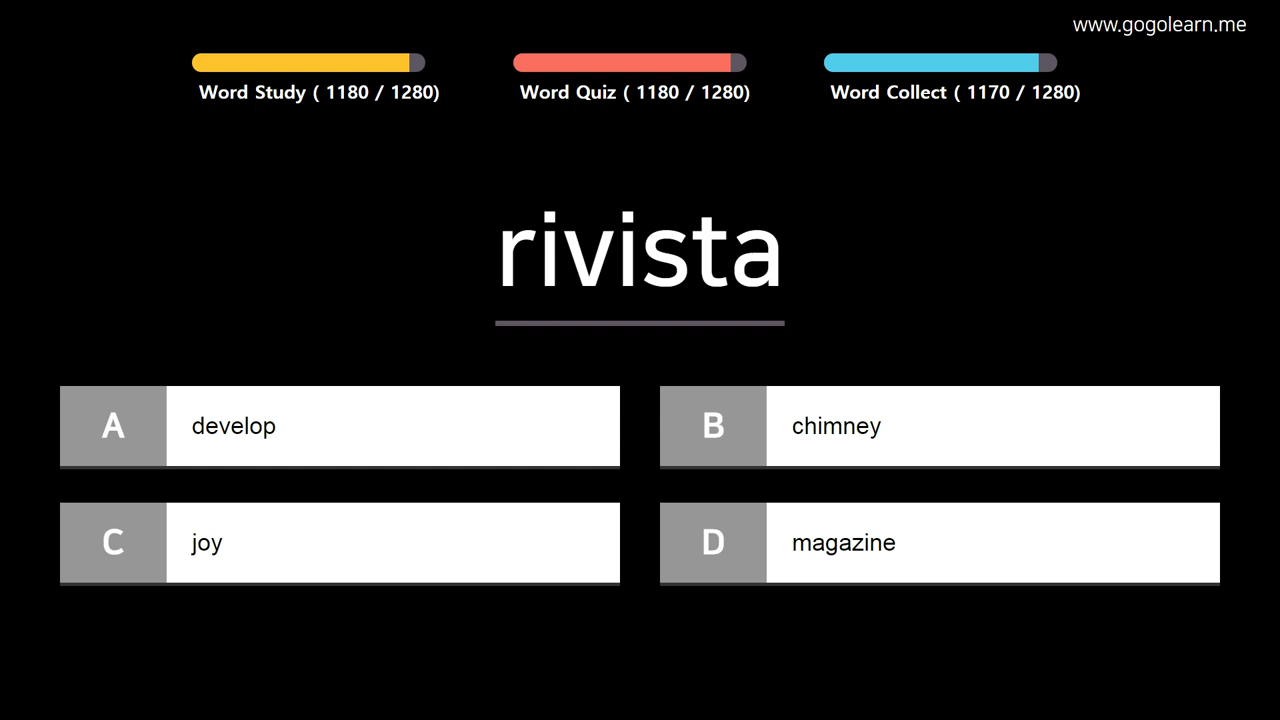 www.gogolearn.me
Word Study ( 1180 / 1280)
Word Quiz ( 1180 / 1280)
Word Collect ( 1170 / 1280)
rivista
A develop
B chimney
C joy
D magazine